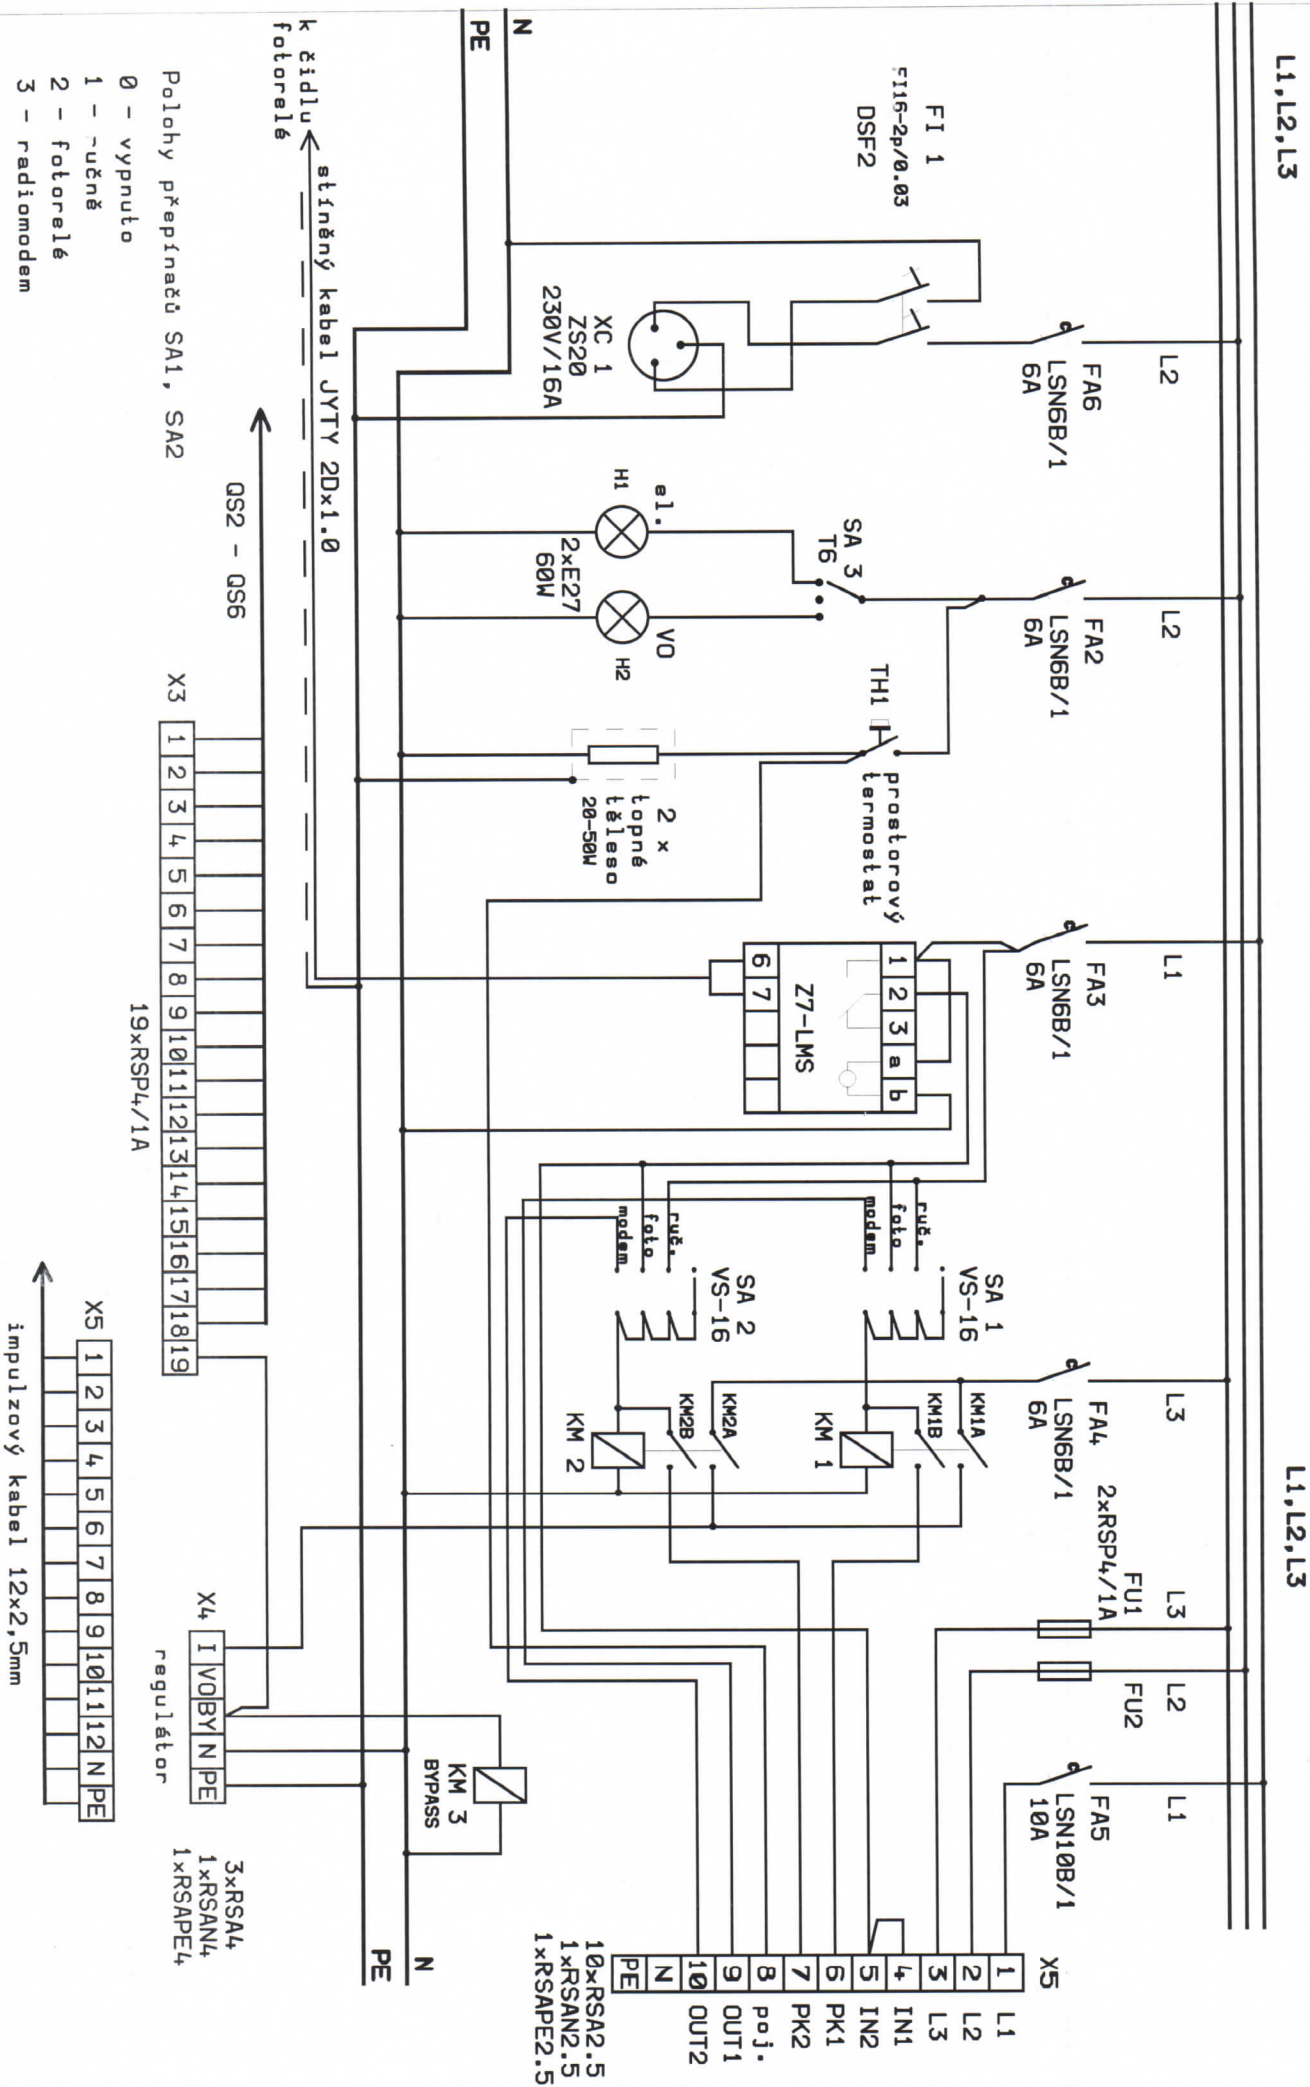 L1,L2,L3
L1,L2,L3
FI 1
FI16-2p/0.03
DSF2
L2
FA6
LSN6B/1
6A
L2
FA2
LSN6B/1
6A
L1
FA3
LSN6B/1
6A
L3
FA4
LSN6B/1
6A
L3
FU1
2xRSP4/1A
L2
FU2
L1
FA5
LSN10B/1
10A
XC 1
ZS20
230V/16A
SA 3
T6
el.
H1
VO
H2
2xE27
60W
TH1
prostorový
termostat
2 x
topné
těleso
20-50W
1 2 3 a b
Z7-LMS
6 7
SA 1
VS-16
ruč.
foto
modem
SA 2
VS-16
ruč.
foto
modem
KM1A
KM1B
KM 1
KM2A
KM2B
KM 2
KM 3
BYPASS
X5
1 L1
2 L2
3 L3
4 IN1
5 IN2
6 PK1
7 PK2
8 poj.
9 OUT1
10 OUT2
N
PE
10xRSA2.5
1xRSAN2.5
1xRSAPE2.5
N
PE
N
PE
k čidlu
fotorelé
stíněný kabel JYTY 2Dx1.0
QS2 - QS6
X3
1 2 3 4 5 6 7 8 9 10 11 12 13 14 15 16 17 18 19
19xRSP4/1A
X4
I VO BY N PE
regulátor
3xRSA4
1xRSAN4
1xRSAPE4
X5
1 2 3 4 5 6 7 8 9 10 11 12 N PE
impulzový kabel 12x2,5mm
Polohy přepínačů SA1, SA2
0 - vypnuto
1 - ručně
2 - fotorelé
3 - radiomodem